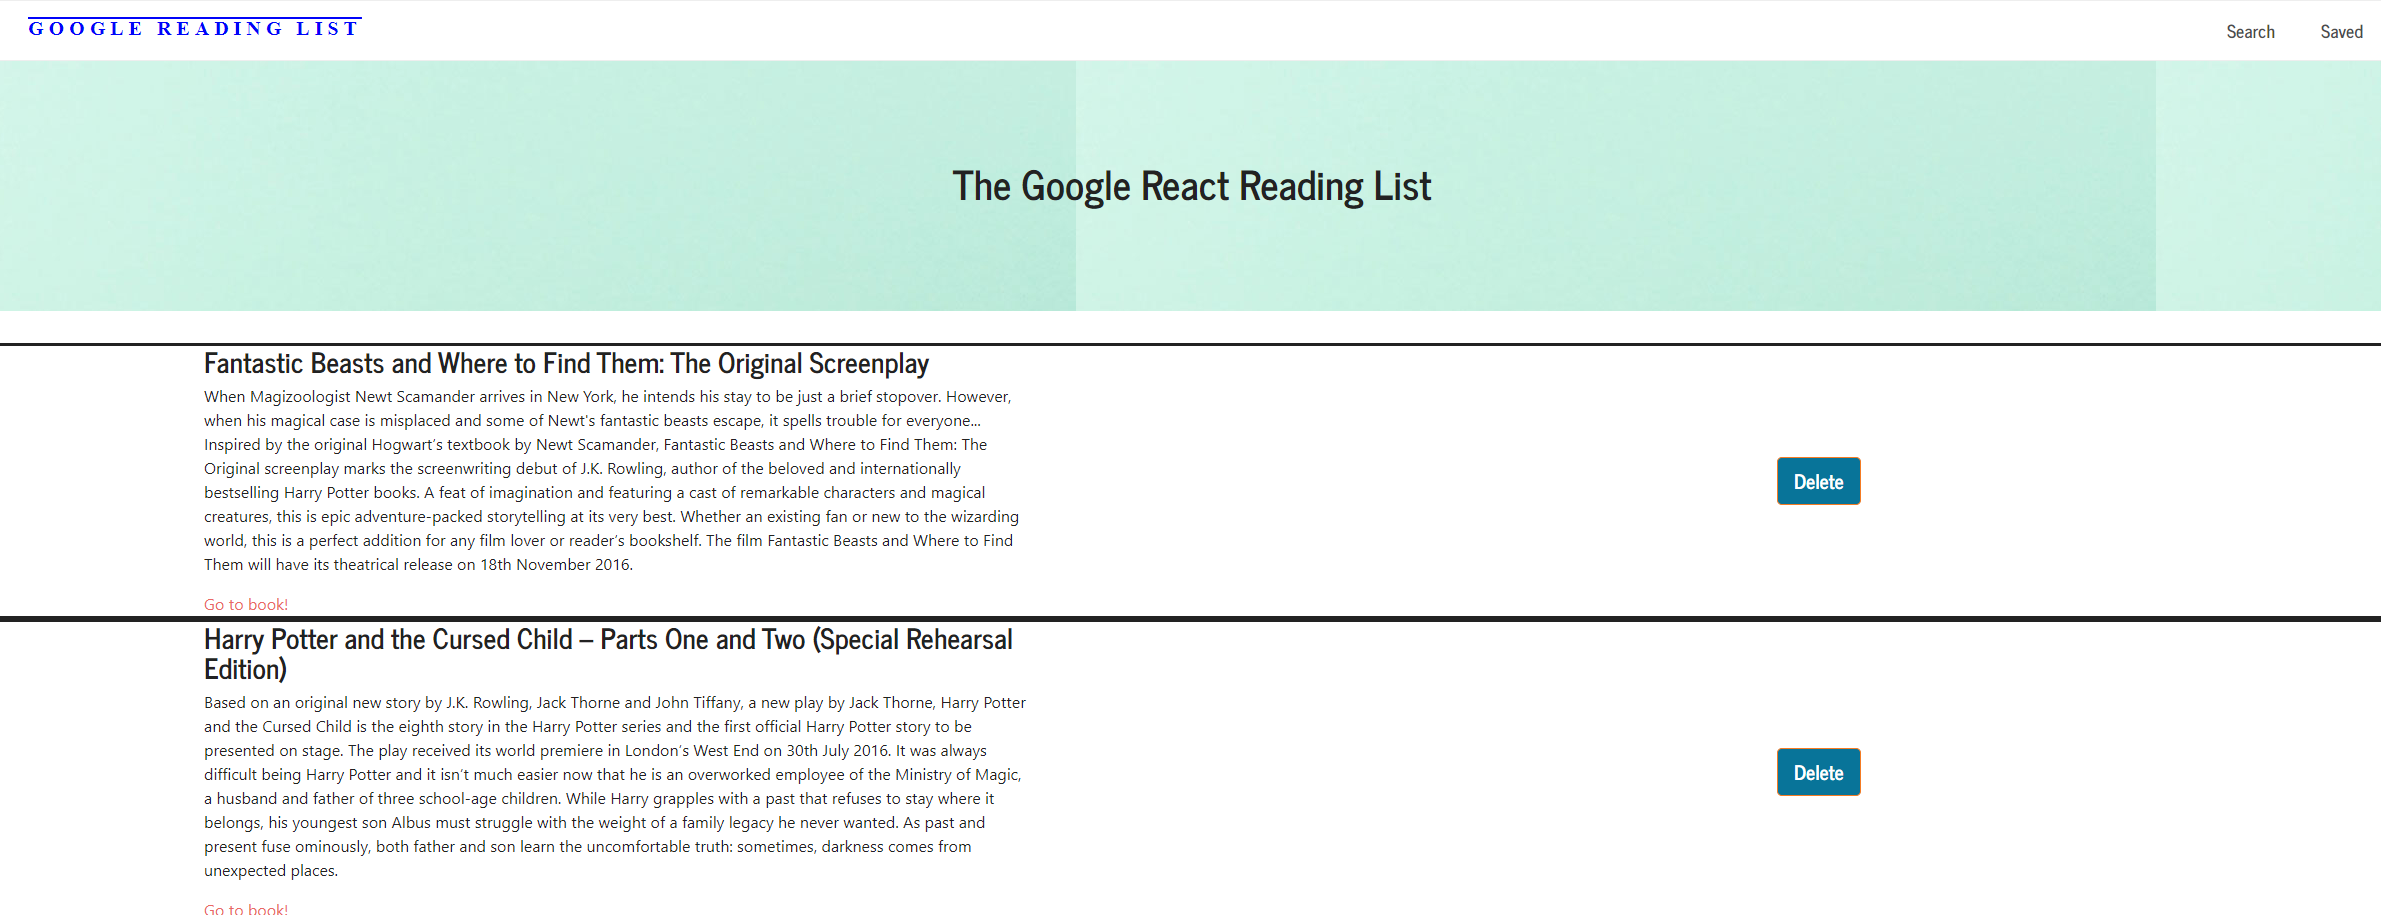 GOOGLE READING LIST
Search
Saved
The Google React Reading List
Fantastic Beasts and Where to Find Them: The Original Screenplay
When Magizoologist Newt Scamander arrives in New York, he intends his stay to be just a brief stopover. However,
when his magical case is misplaced and some of Newt's fantastic beasts escape, it spells trouble for everyone…
Inspired by the original Hogwart's textbook by Newt Scamander, Fantastic Beasts and Where to Find Them: The
Original screenplay marks the screenwriting debut of J.K. Rowling, author of the beloved and internationally
bestselling Harry Potter books. A feat of imagination and featuring a cast of remarkable characters and magical
creatures, this is epic adventure-packed storytelling at its very best. Whether an existing fan or new to the wizarding
world, this is a perfect addition for any film lover or reader's bookshelf. The film Fantastic Beasts and Where to Find
Them will have its theatrical release on 18th November 2016.
Go to book!
Delete
Harry Potter and the Cursed Child – Parts One and Two (Special Rehearsal
Edition)
Based on an original new story by J.K. Rowling, Jack Thorne and John Tiffany, a new play by Jack Thorne, Harry Potter
and the Cursed Child is the eighth story in the Harry Potter series and the first official Harry Potter story to be
presented on stage. The play received its world premiere in London's West End on 30th July 2016. It was always
difficult being Harry Potter and it isn't much easier now that he is an overworked employee of the Ministry of Magic,
a husband and father of three school-age children. While Harry grapples with a past that refuses to stay where it
belongs, his youngest son Albus must struggle with the weight of a family legacy he never wanted. As past and
present fuse ominously, both father and son learn the uncomfortable truth: sometimes, darkness comes from
unexpected places.
Go to book!
Delete